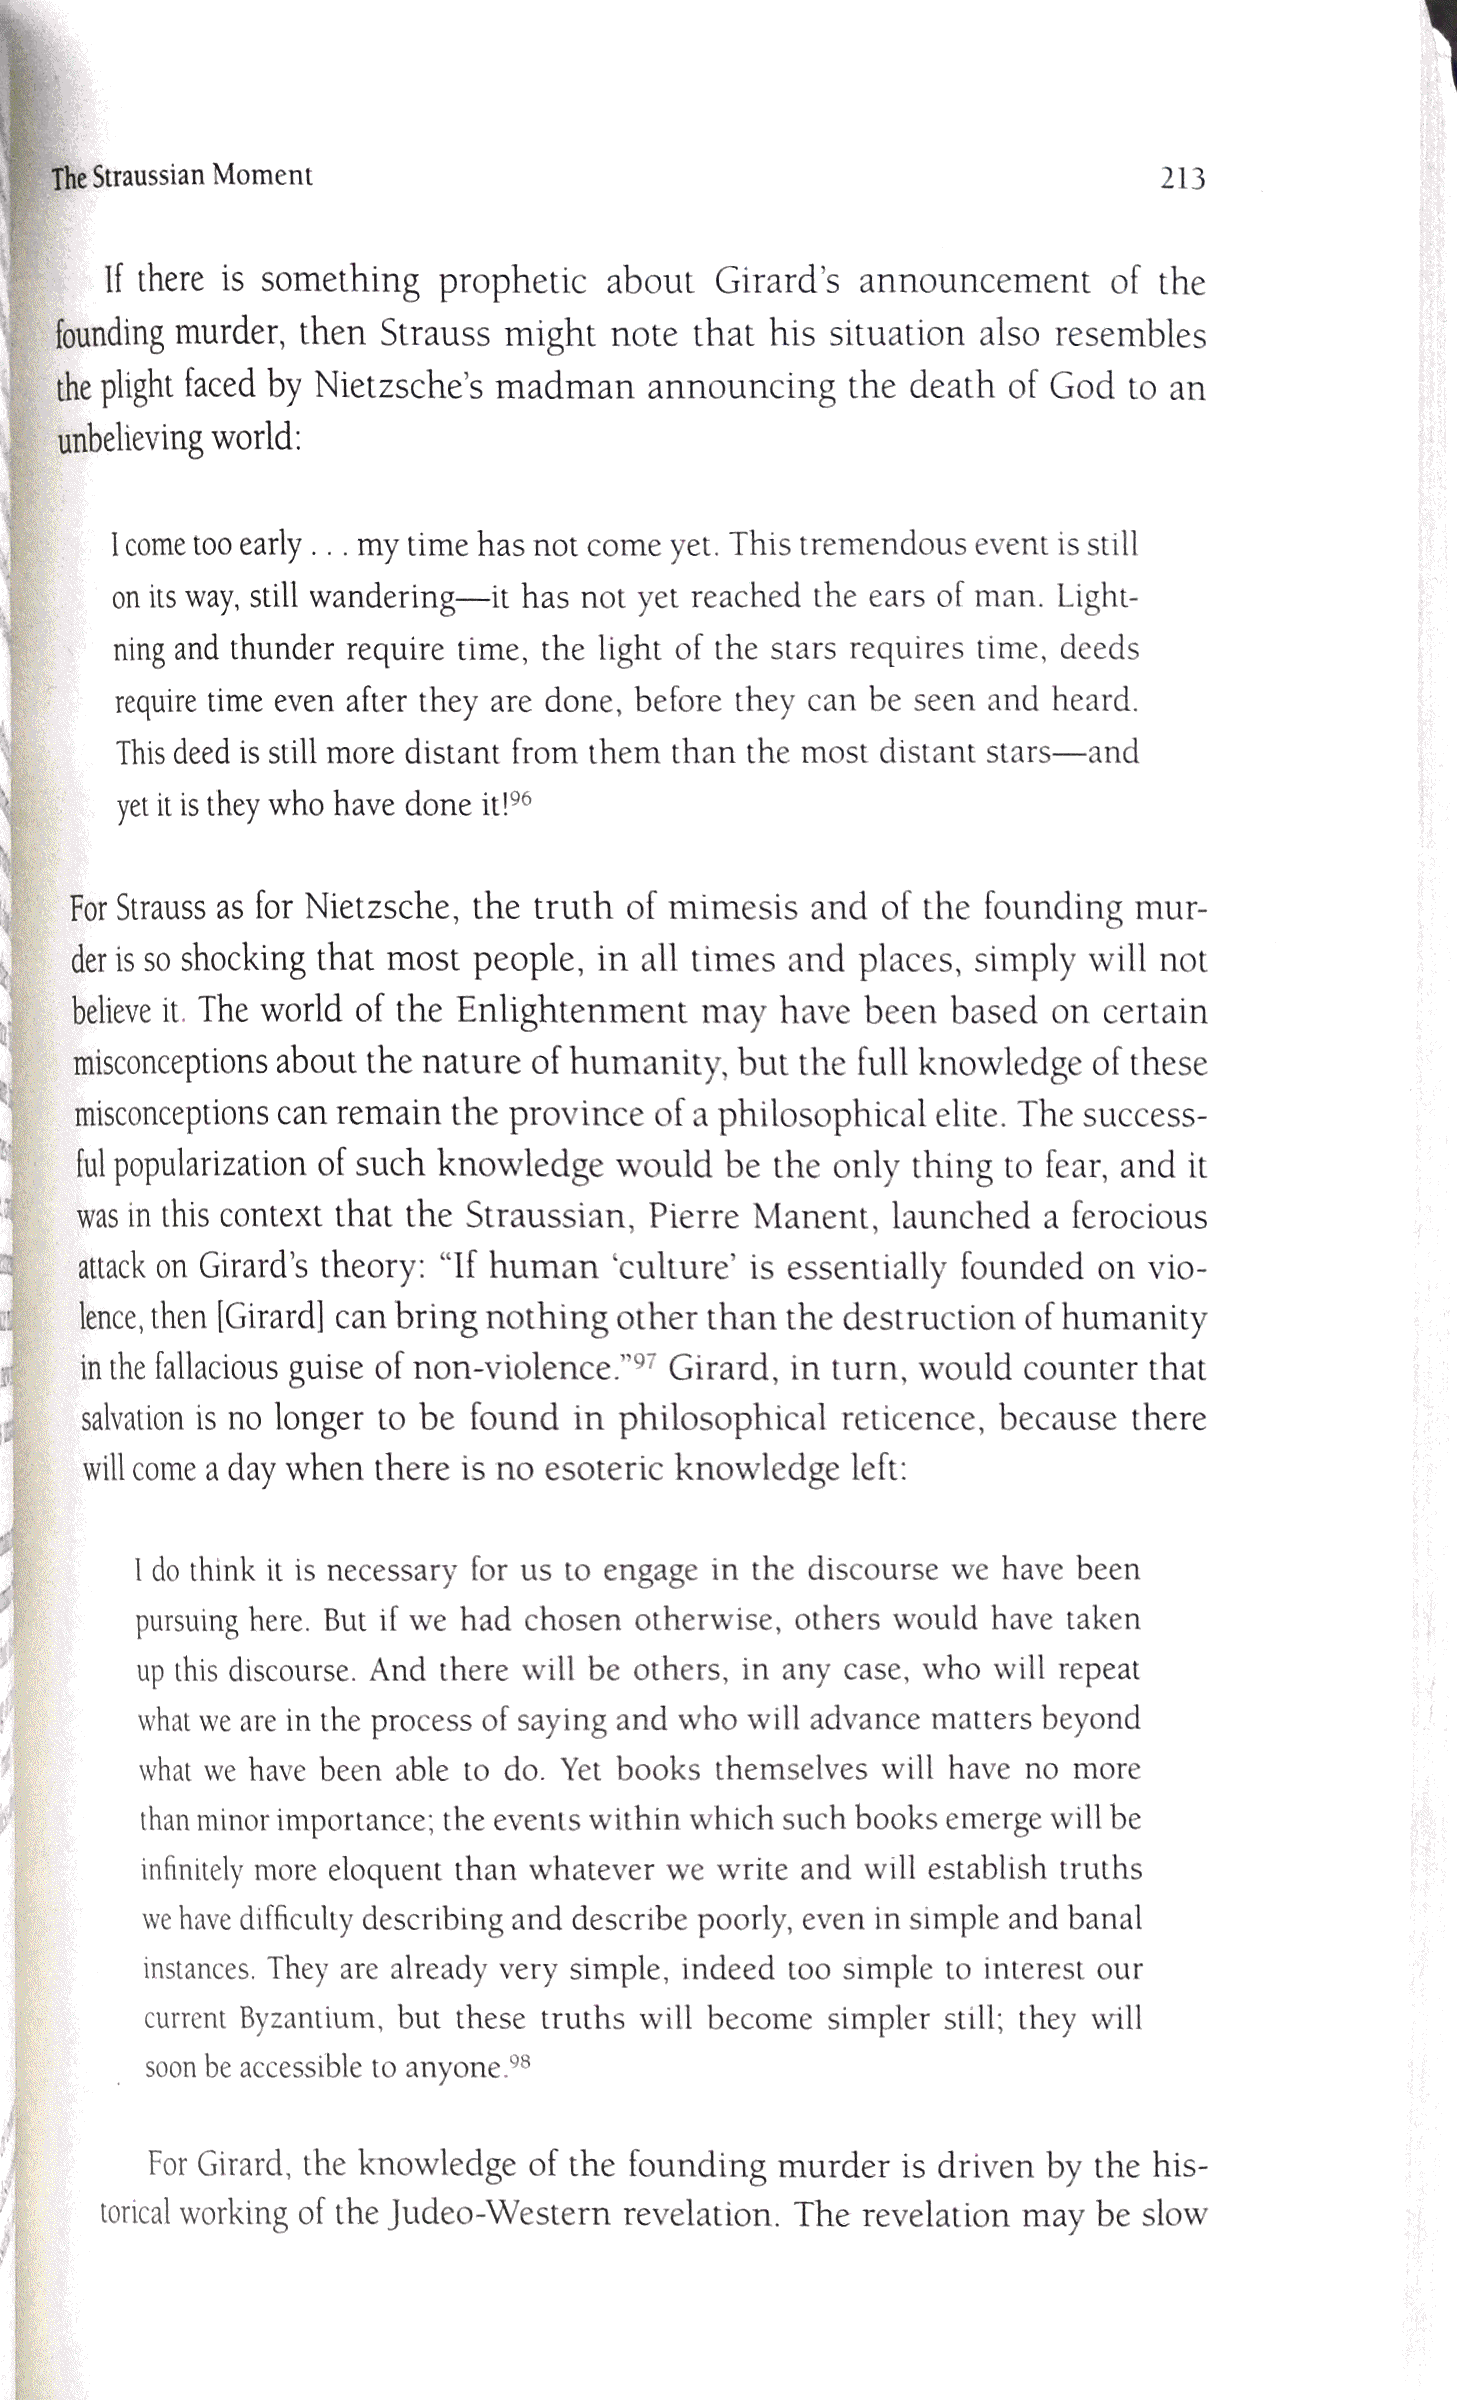 The Straussian Moment 213
If there is something prophetic about Girard's announcement of the
founding murder, then Strauss might note that his situation also resembles
the plight faced by Nietzsche's madman announcing the death of God to an
unbelieving world:
I come too early . . . my time has not come yet. This tremendous event is still
on its way, still wandering—it has not yet reached the ears of man. Light-
ning and thunder require time, the light of the stars requires time, deeds
require time even after they are done, before they can be seen and heard.
This deed is still more distant from them than the most distant stars—and
yet it is they who have done it!96
For Strauss as for Nietzsche, the truth of mimesis and of the founding mur-
der is so shocking that most people, in all times and places, simply will not
believe it. The world of the Enlightenment may have been based on certain
misconceptions about the nature of humanity, but the full knowledge of these
misconceptions can remain the province of a philosophical elite. The success-
ful popularization of such knowledge would be the only thing to fear, and it
was in this context that the Straussian, Pierre Manent, launched a ferocious
attack on Girard's theory: "If human 'culture' is essentially founded on vio-
lence, then [Girard] can bring nothing other than the destruction of humanity
in the fallacious guise of non-violence."97 Girard, in turn, would counter that
salvation is no longer to be found in philosophical reticence, because there
will come a day when there is no esoteric knowledge left:
I do think it is necessary for us to engage in the discourse we have been
pursuing here. But if we had chosen otherwise, others would have taken
up this discourse. And there will be others, in any case, who will repeat
what we are in the process of saying and who will advance matters beyond
what we have been able to do. Yet books themselves will have no more
than minor importance; the events within which such books emerge will be
infinitely more eloquent than whatever we write and will establish truths
we have difficulty describing and describe poorly, even in simple and banal
instances. They are already very simple, indeed too simple to interest our
current Byzantium, but these truths will become simpler still; they will
soon be accessible to anyone.98
For Girard, the knowledge of the founding murder is driven by the his-
torical working of the Judeo-Western revelation. The revelation may be slow